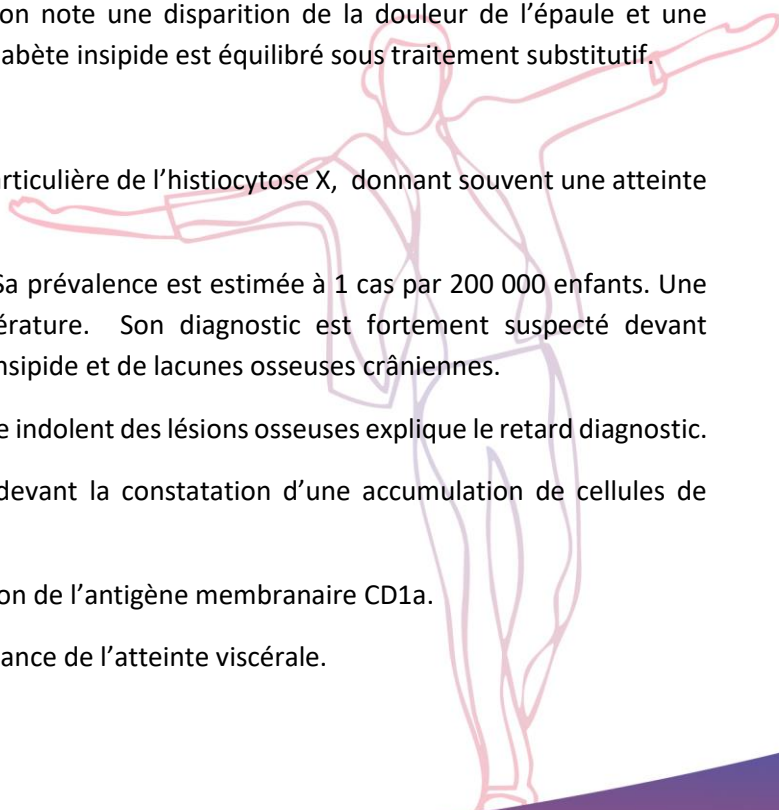 on note une disparition de la douleur de l’épaule et une
abète insipide est équilibré sous traitement substitutif.
articulière de l’histiocytose X, donnant souvent une atteinte
Sa prévalence est estimée à 1 cas par 200 000 enfants. Une
érature. Son diagnostic est fortement suspecté devant
nsipide et de lacunes osseuses crâniennes.
e indolent des lésions osseuses explique le retard diagnostic.
devant la constatation d’une accumulation de cellules de
on de l’antigène membranaire CD1a.
ance de l’atteinte viscérale.